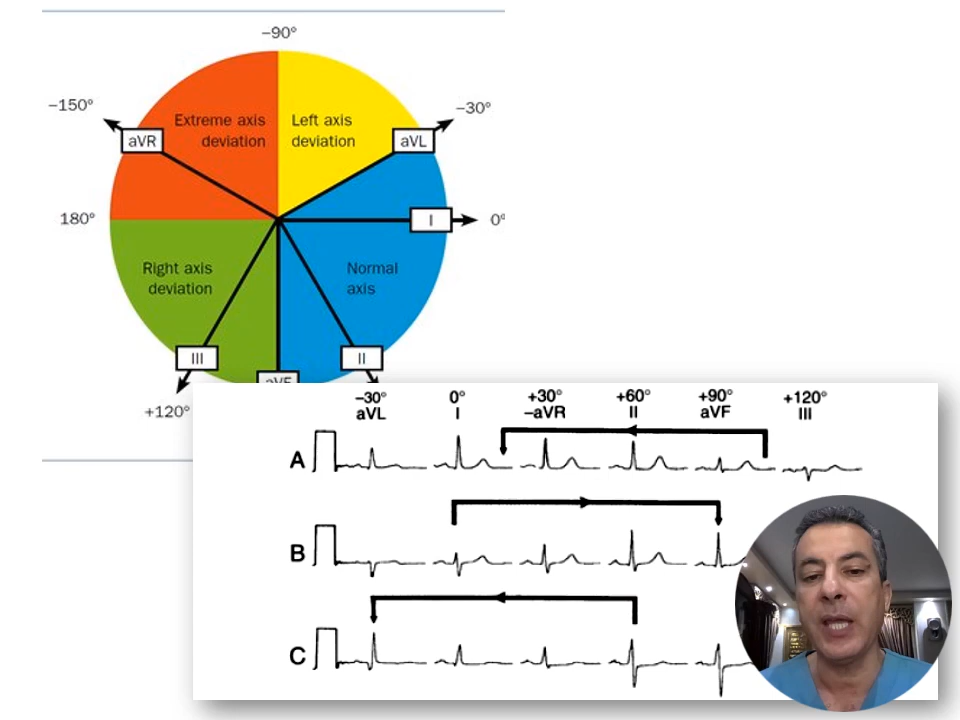 −90°
−150°
−30°
Extreme axis
deviation
Left axis
deviation
aVR
aVL
180°
I
0°
Right axis
deviation
Normal
axis
III
II
+120°
−30° 0° +30° +60° +90° +120°
aVL I −aVR II aVF III
A
B
C